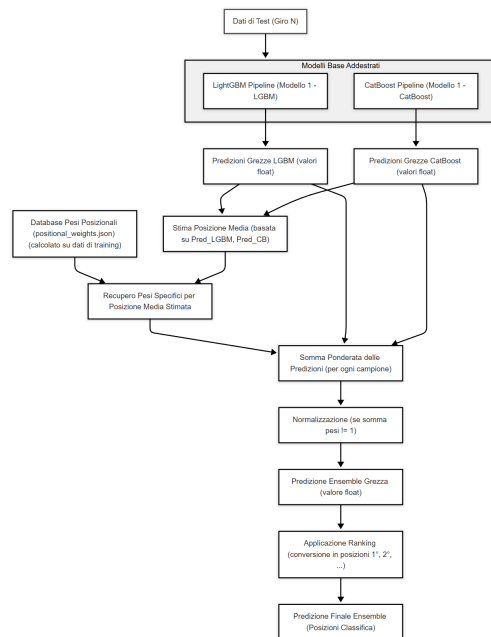 Dati di Test (Giro N)
Modelli Base Addestrati
LightGBM Pipeline (Modello 1 -
LGBM)
CatBoost Pipeline (Modello 1 -
CatBoost)
Predizioni Grezze LGBM (valori
float)
Predizioni Grezze CatBoost
(valori float)
Database Pesi Posizionali
(positional_weights.json)
(calcolato su dati di training)
Stima Posizione Media (basata
su Pred_LGBM, Pred_CB)
Recupero Pesi Specifici per
Posizione Media Stimata
Somma Ponderata delle
Predizioni (per ogni campione)
Normalizzazione (se somma
pesi != 1)
Predizione Ensemble Grezza
(valore float)
Applicazione Ranking
(conversione in posizioni 1°, 2°,
...)
Predizione Finale Ensemble
(Posizioni Classifica)